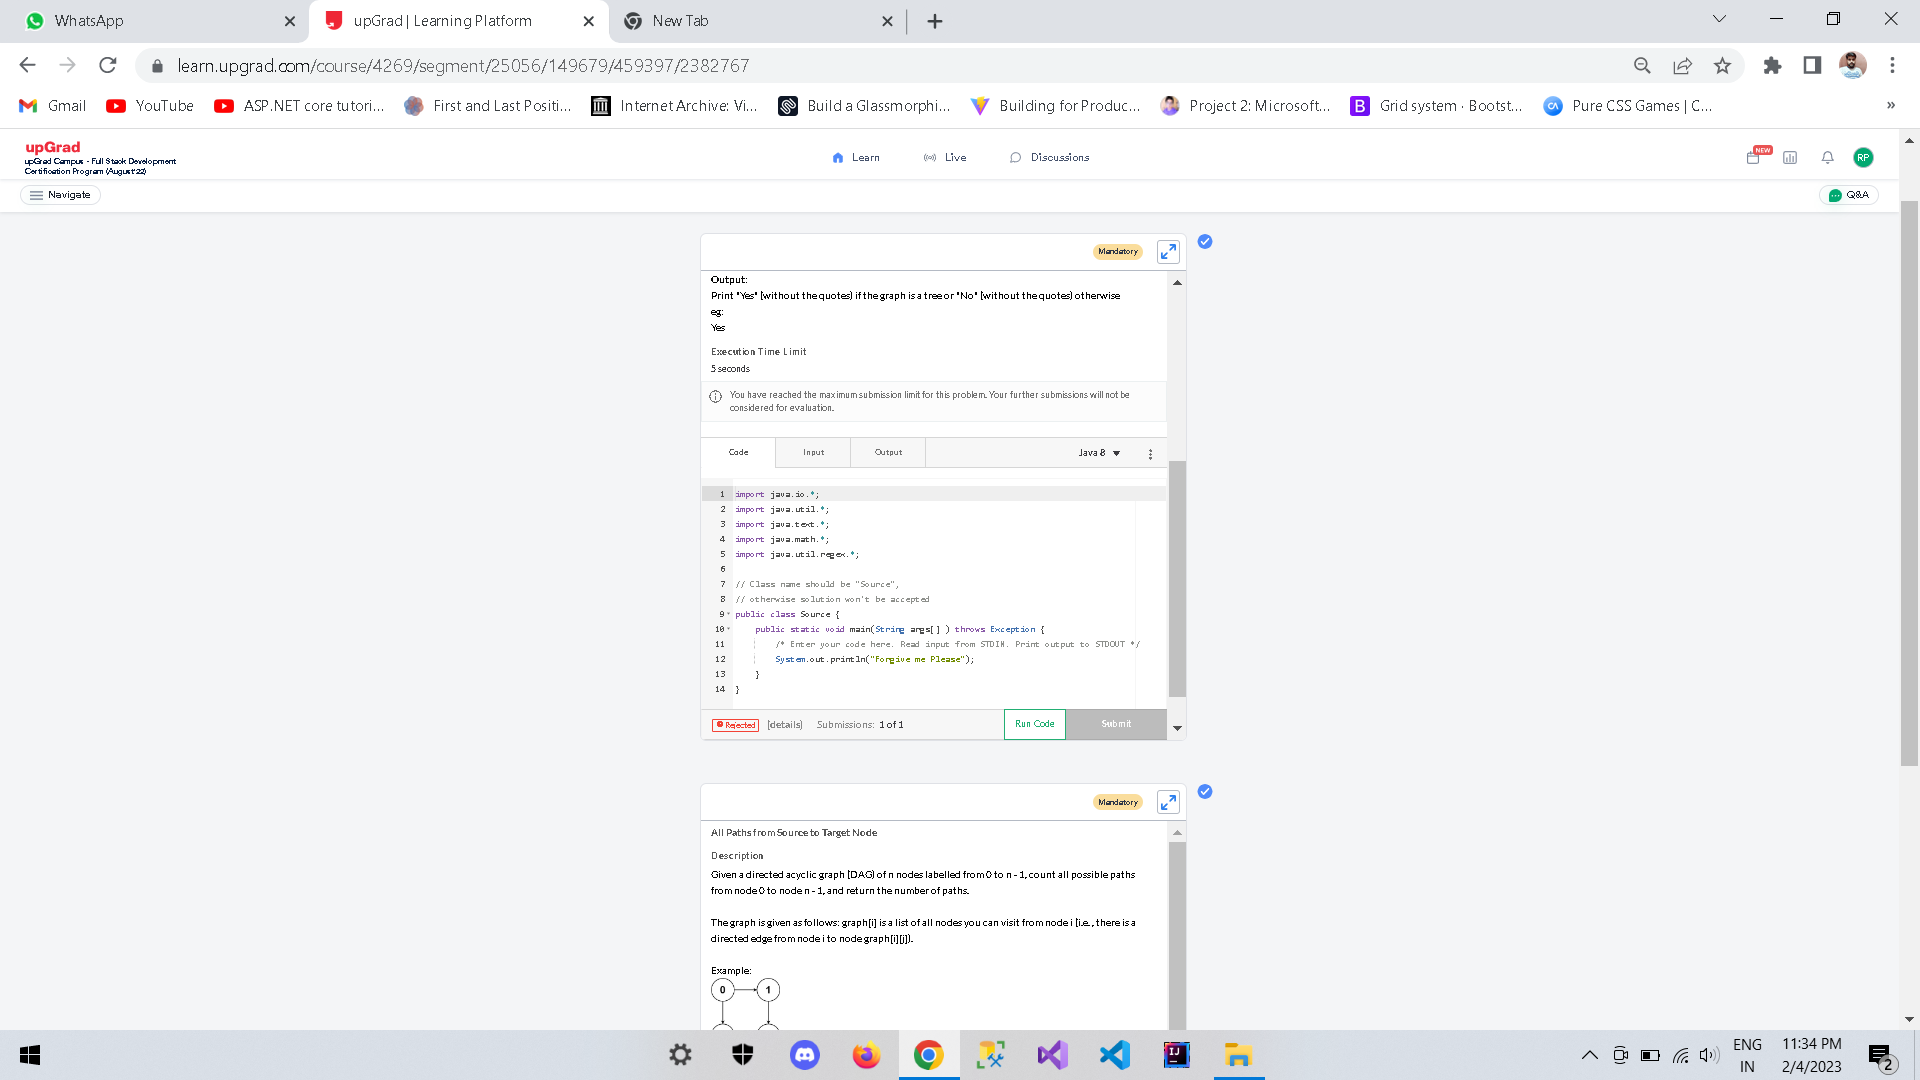 WhatsApp
upGrad | Learning Platform
New Tab
learn.upgrad.com/course/4269/segment/25056/149679/459397/2382767
Gmail
YouTube
ASP.NET core tutori...
First and Last Positi...
Internet Archive: Vi...
Build a Glassmorphi...
Building for Produc...
Project 2: Microsoft...
Grid system · Bootst...
Pure CSS Games | C...
»
upGrad
upGrad Campus - Full Stack Development
Certification Program (August'22)
Learn
Live
Discussions
NEW
RP
Navigate
Q&A
Mandatory
Output:
Print "Yes" (without the quotes) if the graph is a tree or "No" (without the quotes) otherwise
eg:
Yes
Execution Time Limit
5 seconds
You have reached the maximum submission limit for this problem. Your further submissions will not be
considered for evaluation.
Code
Input
Output
Java 8
1 import java.io.*;
2 import java.util.*;
3 import java.text.*;
4 import java.math.*;
5 import java.util.regex.*;
6
7 // Class name should be "Source",
8 // otherwise solution won't be accepted
9 public class Source {
10 public static void main(String args[] ) throws Exception {
11 /* Enter your code here. Read input from STDIN. Print output to STDOUT */
12 System.out.println("Forgive me Please");
13 }
14 }
Rejected
(details)
Submissions: 1 of 1
Run Code
Submit
Mandatory
All Paths from Source to Target Node
Description
Given a directed acyclic graph (DAG) of n nodes labelled from 0 to n - 1, count all possible paths
from node 0 to node n - 1, and return the number of paths.
The graph is given as follows: graph[i] is a list of all nodes you can visit from node i (i.e., there is a
directed edge from node i to node graph[i][j]).
Example:
0
1
ENG
IN
11:34 PM
2/4/2023
2